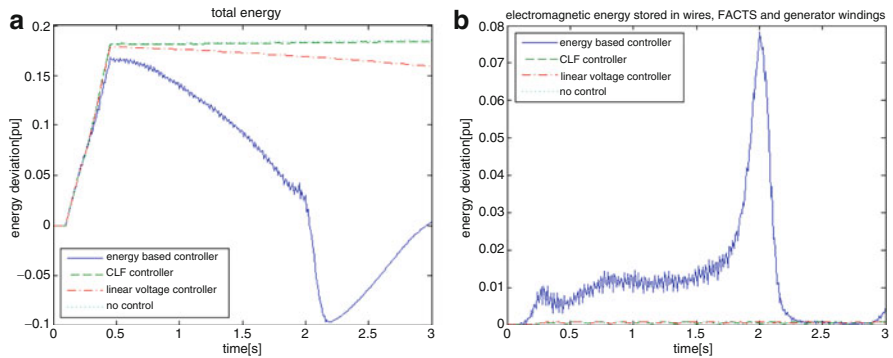 a
total energy
0.2
0.15
0.1
0.05
0
−0.05
−0.1
energy deviation[pu]
energy based controller
CLF controller
linear voltage controller
no control
0
0.5
1
1.5
2
2.5
3
time[s]
b
electromagnetic energy stored in wires, FACTS and generator windings
0.08
0.07
0.06
0.05
0.04
0.03
0.02
0.01
0
energy deviation[pu]
energy based controller
CLF controller
linear voltage controller
no control
0
0.5
1
1.5
2
2.5
3
time[s]